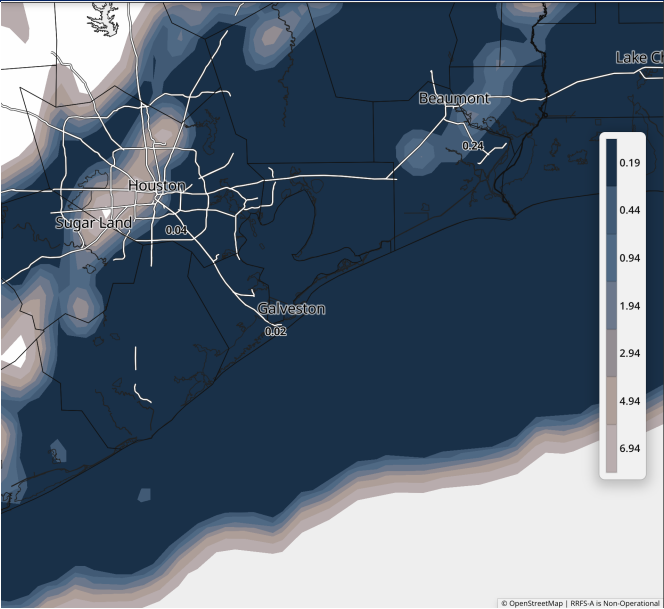 Lake C
Beaumont
0.24
Houston
Sugar Land
0.04
Galveston
0.02
0.19
0.44
0.94
1.94
2.94
4.94
6.94
© OpenStreetMap | RRFS-A is Non-Operational